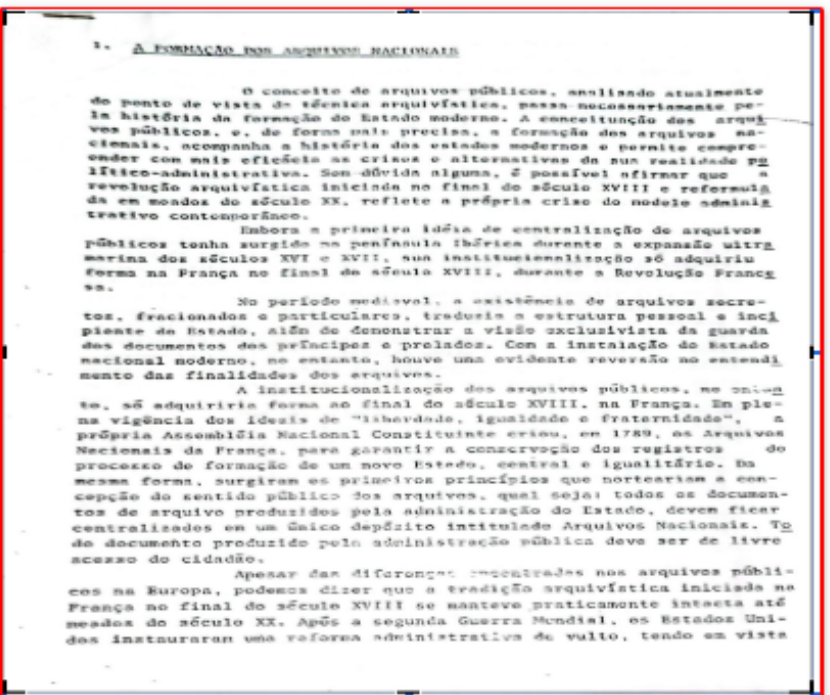 1. A FORMAÇÃO DOS ARQUIVOS NACIONAIS
O conceito de arquivos públicos, analisado atualmente
do ponto de vista da técnica arquivística, passa necessariamente pe-
la história da formação do Estado moderno. A conceituação dos arqui
vos públicos, e, de forma mais precisa, a formação dos arquivos na-
cionais, acompanha a história dos estados modernos e permite compre-
ender com mais eficácia as crises e alternativas da sua realidade po
lítico-administrativa. Sem dúvida alguma, é possível afirmar que a
revolução arquivística iniciada no final do século XVIII e reformula
da em meados do século XX, reflete a própria crise do modelo adminis
trativo contemporâneo.
Embora a primeira idéia de centralização de arquivos
públicos tenha surgido na península Ibérica durante a expansão ultra
marina dos séculos XVI e XVII, sua institucionalização só adquiriu
forma na França no final do século XVIII, durante a Revolução France
sa.
No período medieval, a existência de arquivos secre-
tos, fracionados e particulares, traduzia a estrutura pessoal e inci
piente do Estado, além de demonstrar a visão exclusivista da guarda
dos documentos dos príncipes e prelados. Com a instalação do Estado
nacional moderno, no entanto, houve uma evidente reversão no entendi
mento das finalidades dos arquivos.
A institucionalização dos arquivos públicos, no
to, só adquiriria forma ao final do século XVIII, na França. Em ple-
na vigência dos ideais de "liberdade, igualdade e fraternidade", a
própria Assembléia Nacional Constituinte criou, em 1789, os Arquivos
Nacionais da França, para garantir a conservação dos registros do
processo de formação de um novo Estado, central e igualitário. Da
mesma forma, surgiram os primeiros princípios que norteariam a con-
cepção do sentido público dos arquivos, qual seja: todos os documen-
tos de arquivo produzidos pela administração do Estado, devem ficar
centralizados em um único depósito intitulado Arquivos Nacionais. To
do documento produzido pela administração pública deve ser de livre
acesso do cidadão.
Apesar das diferenças encontradas nos arquivos públi-
cos na Europa, podemos dizer que a tradição arquivística iniciada na
França no final do século XVIII se manteve praticamente intacta até
meados do século XX. Após a segunda Guerra Mundial, os Estados Uni-
dos instauraram uma reforma administrativa de vulto, tendo em vista